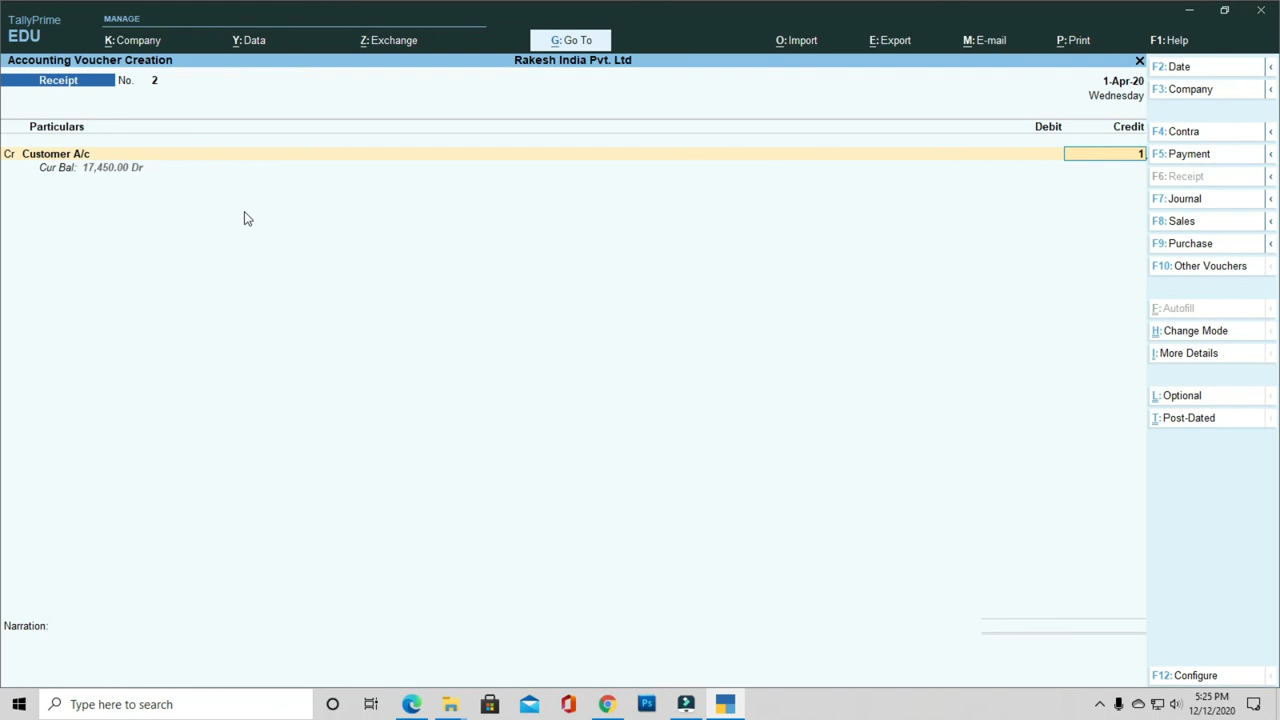 TallyPrime
EDU
MANAGE
K: Company
Y: Data
Z: Exchange
G: Go To
O: Import
E: Export
M: E-mail
P: Print
F1: Help
Accounting Voucher Creation
Rakesh India Pvt. Ltd
Receipt No. 2
1-Apr-20
Wednesday
Particulars
Debit
Credit
Cr Customer A/c
1
Cur Bal: 17,450.00 Dr
Narration:
F2: Date
F3: Company
F4: Contra
F5: Payment
F6: Receipt
F7: Journal
F8: Sales
F9: Purchase
F10: Other Vouchers
F: Autofill
H: Change Mode
I: More Details
L: Optional
T: Post-Dated
F12: Configure
Type here to search
Ps
5:25 PM
12/12/2020